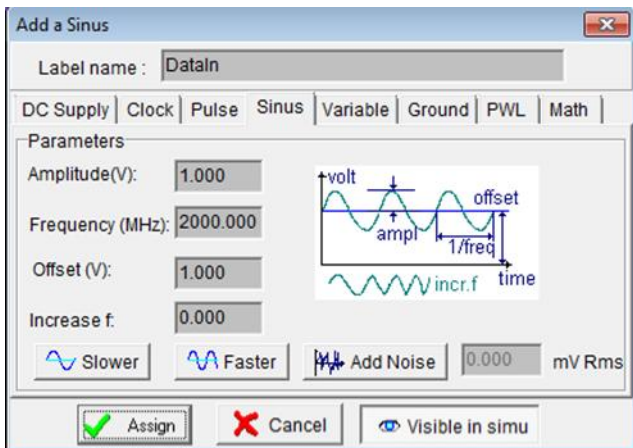 Add a Sinus
Label name : DataIn
DC Supply Clock Pulse Sinus Variable Ground PWL Math
Parameters
Amplitude(V): 1.000
Frequency (MHz): 2000.000
Offset (V): 1.000
Increase f: 0.000
volt
offset
ampl
1/freq
time
incr.f
Slower Faster Add Noise 0.000 mV Rms
Assign Cancel Visible in simu